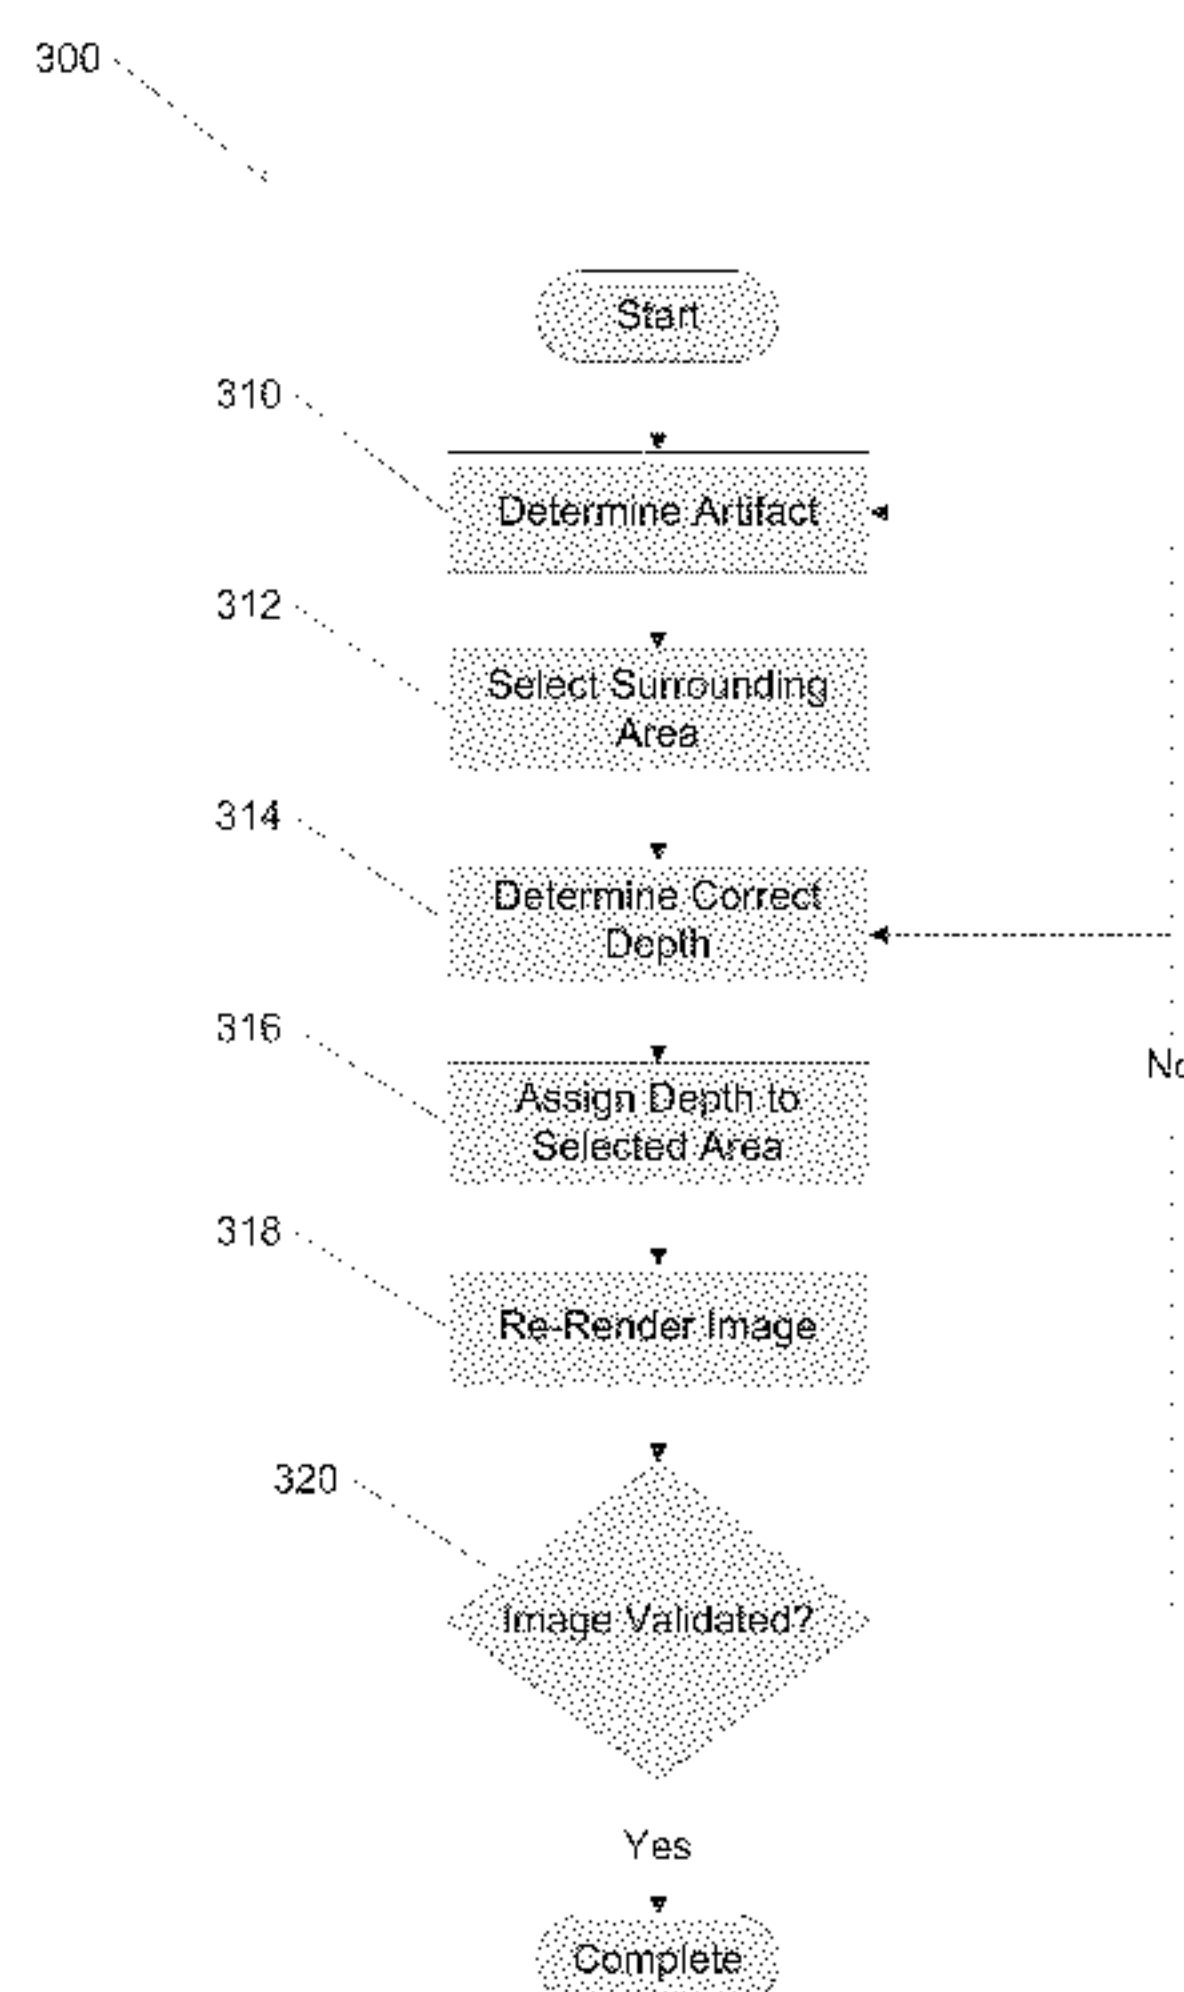 300
Start
310
Determine Artifact
312
Select Surrounding
Area
314
Determine Correct
Depth
316
No
Assign Depth to
Selected Area
318
Re-Render Image
320
Image Validated?
Yes
Complete